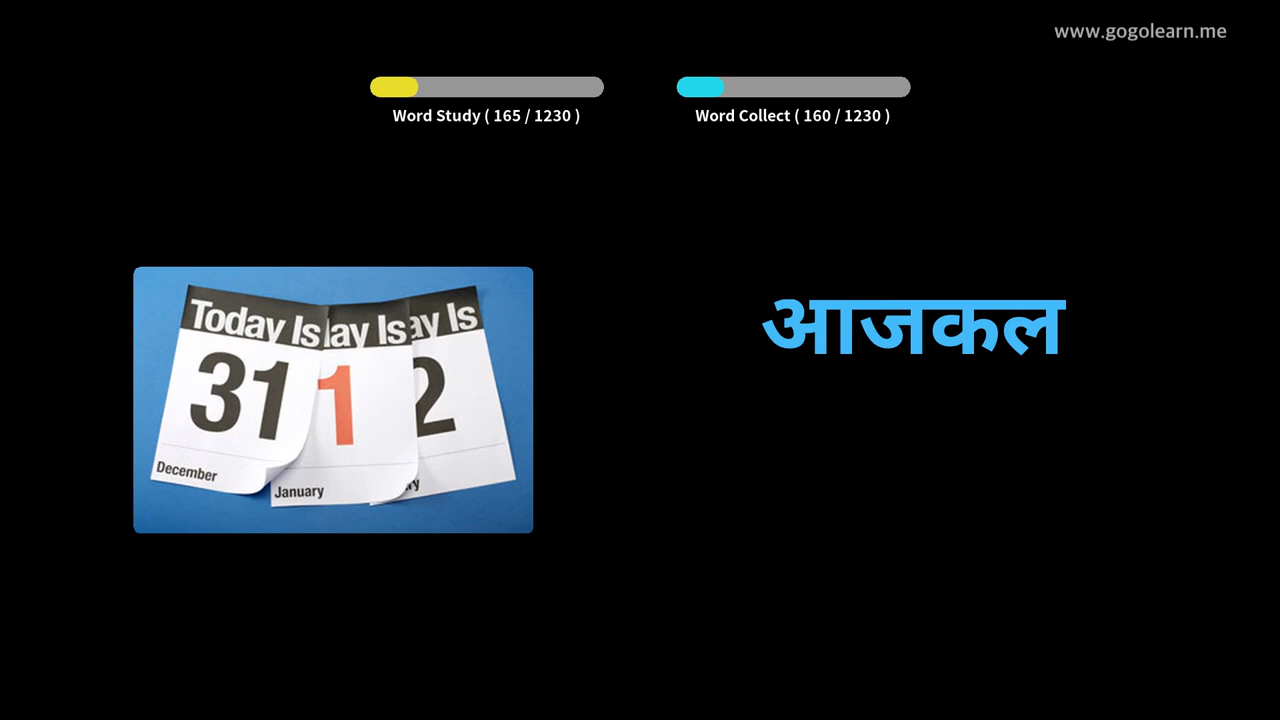 www.gogolearn.me
Word Study ( 165 / 1230 )
Word Collect ( 160 / 1230 )
Today Is
ay Is
ay Is
31
1
2
December
January
आजकल